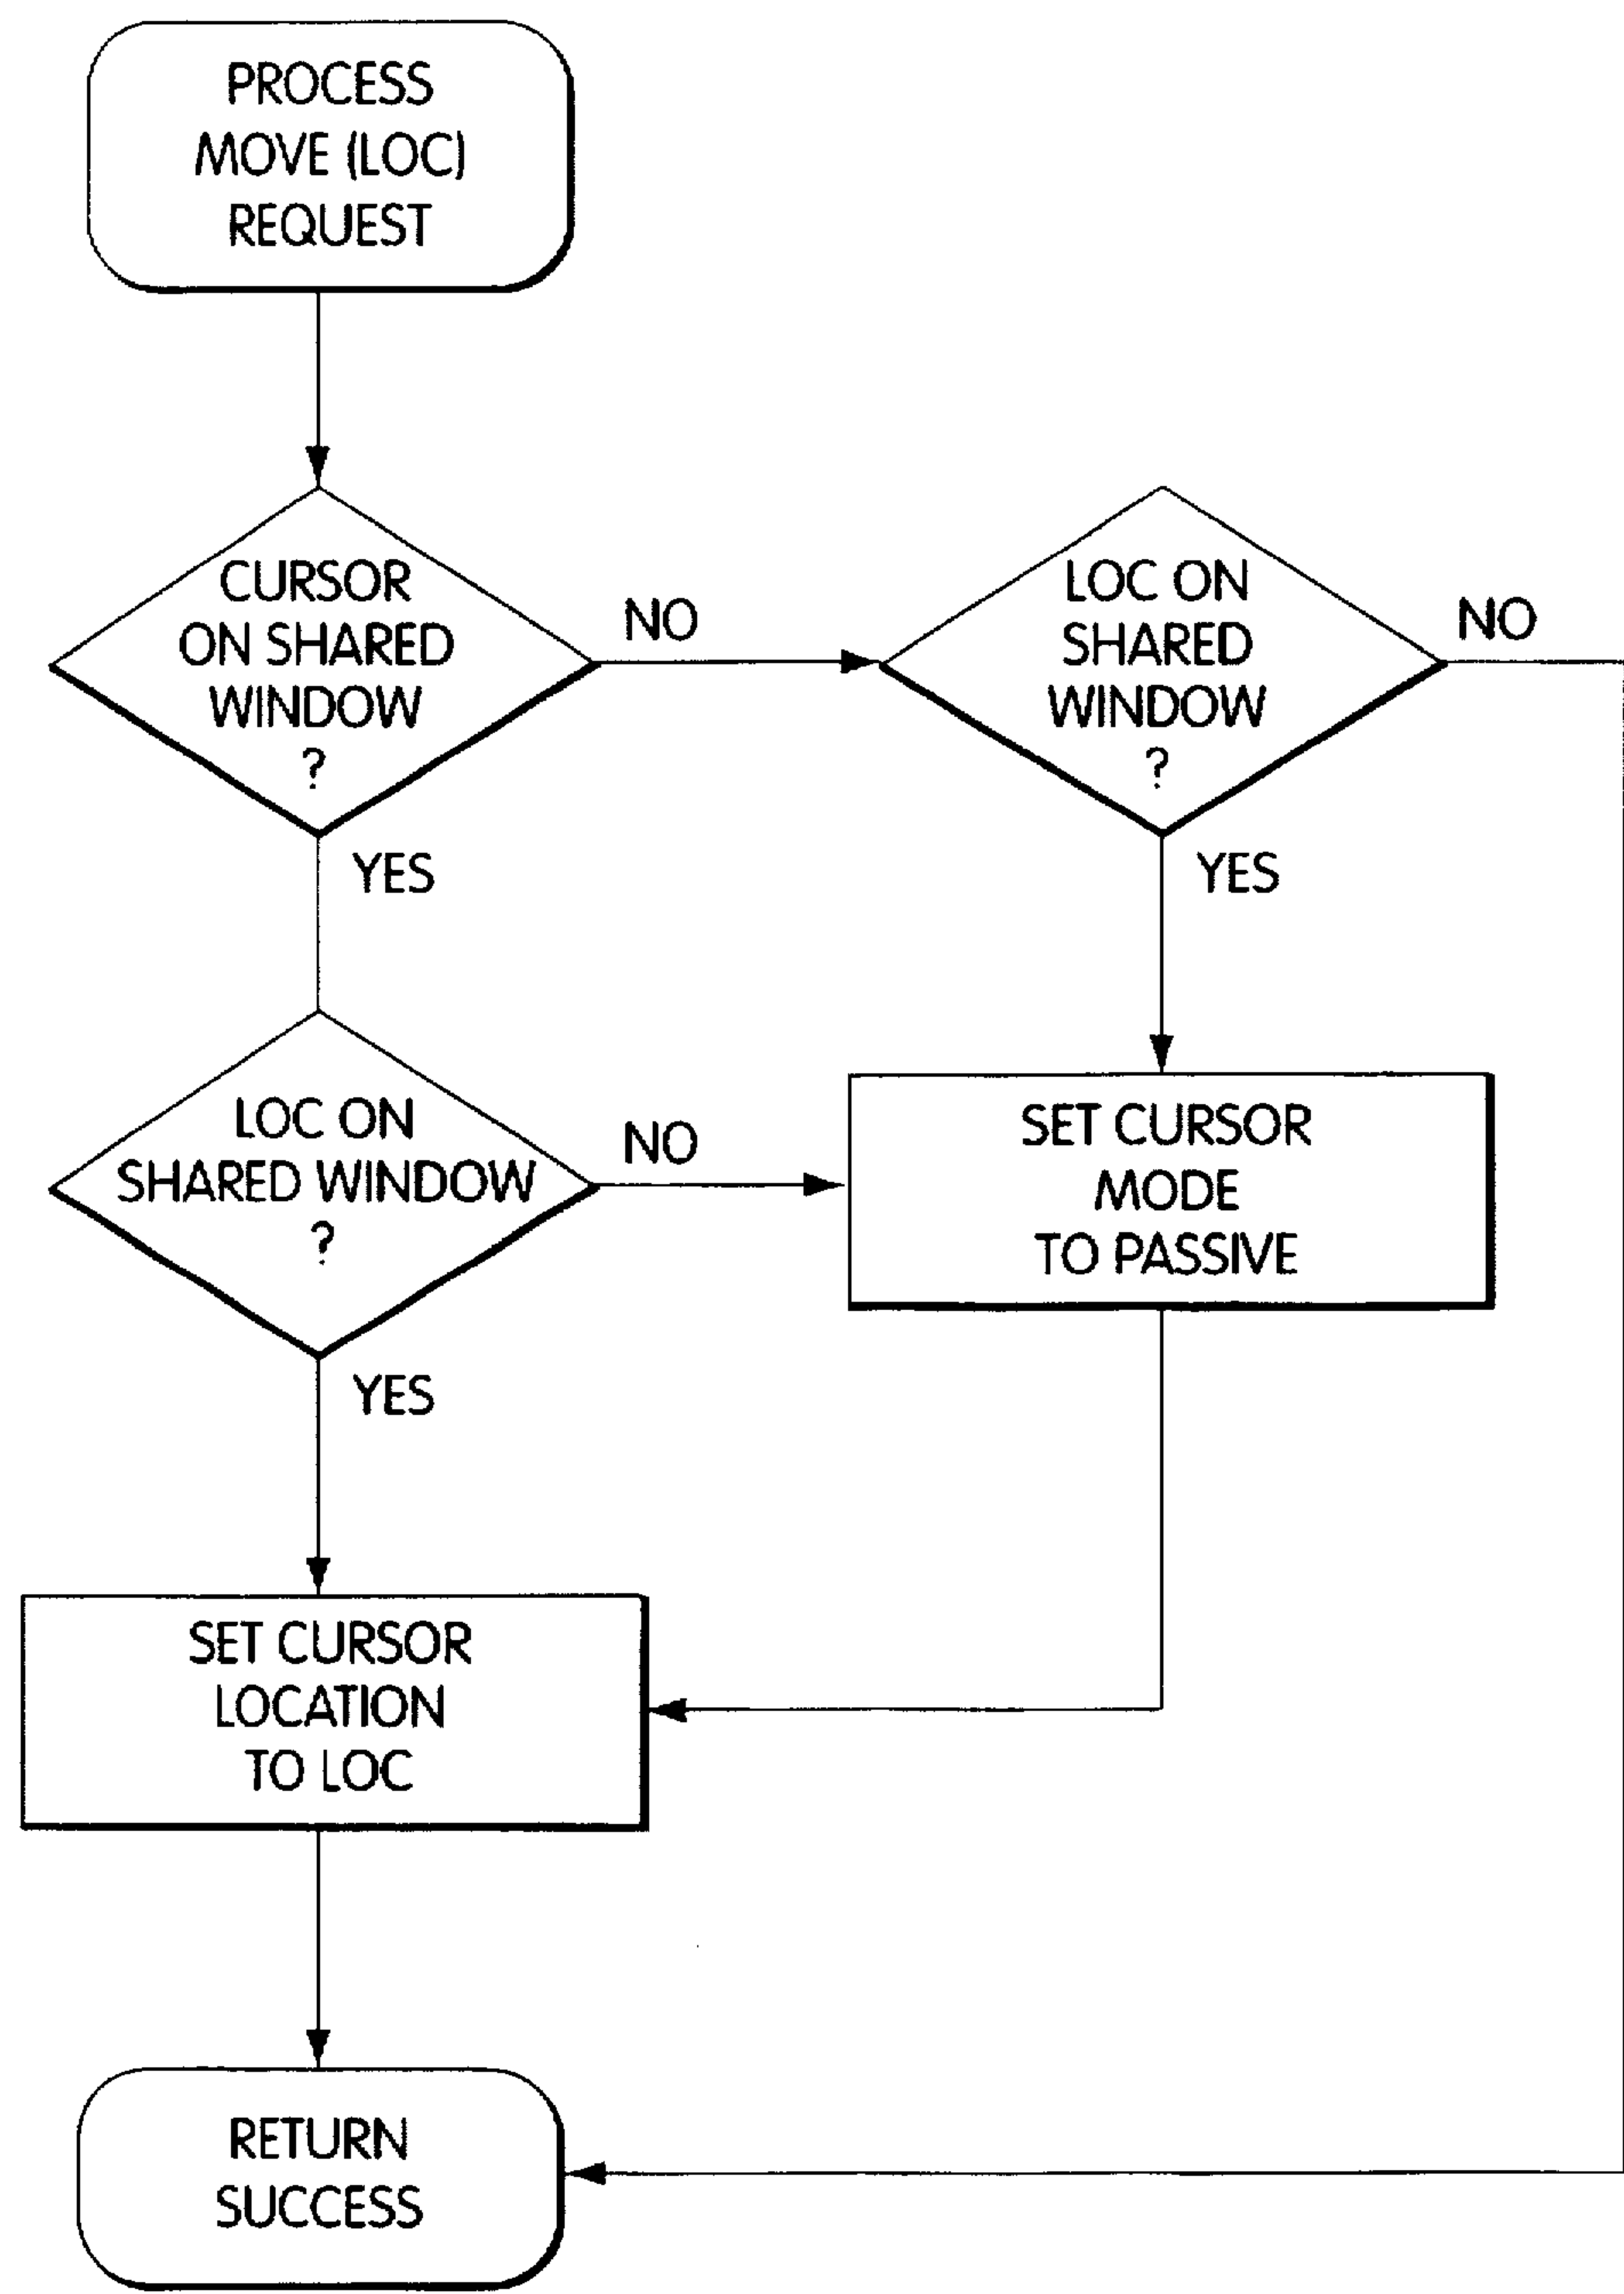 PROCESS
MOVE (LOC)
REQUEST
CURSOR
ON SHARED
WINDOW
?
NO
YES
LOC ON
SHARED
WINDOW
?
NO
YES
LOC ON
SHARED WINDOW
?
NO
YES
SET CURSOR
MODE
TO PASSIVE
SET CURSOR
LOCATION
TO LOC
RETURN
SUCCESS